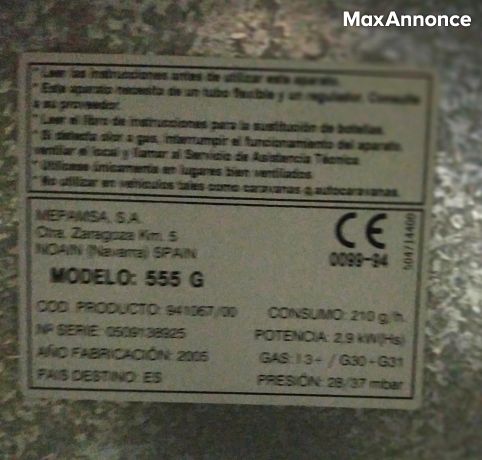 MaxAnnonce
* Leer las instrucciones antes de utilizar este aparato.
* Este aparato necesita de un tubo flexible y un regulador. Consulte
a su proveedor.
* Leer el libro de instrucciones para la sustitución de botellas.
* Si detecta olor a gas, interrumpir el funcionamiento del aparato,
ventilar el local y llamar al Servicio de Asistencia Técnica.
* Utilicese únicamente en lugares bien ventilados.
* No utilizar en vehículos tales como caravanas o autocaravanas.
MEPAMSA, S.A.
Ctra. Zaragoza Km. 5
NOAIN (Navarra) SPAIN
CE
0099-94
504714400
MODELO: 555 G
COD. PRODUCTO: 941067/00
CONSUMO: 210 g/h.
Nº SERIE: 0509138925
POTENCIA: 2,9 kW(Hs)
AÑO FABRICACIÓN: 2005
GAS: I 3+ / G30-G31
PAIS DESTINO: ES
PRESIÓN: 28/37 mbar